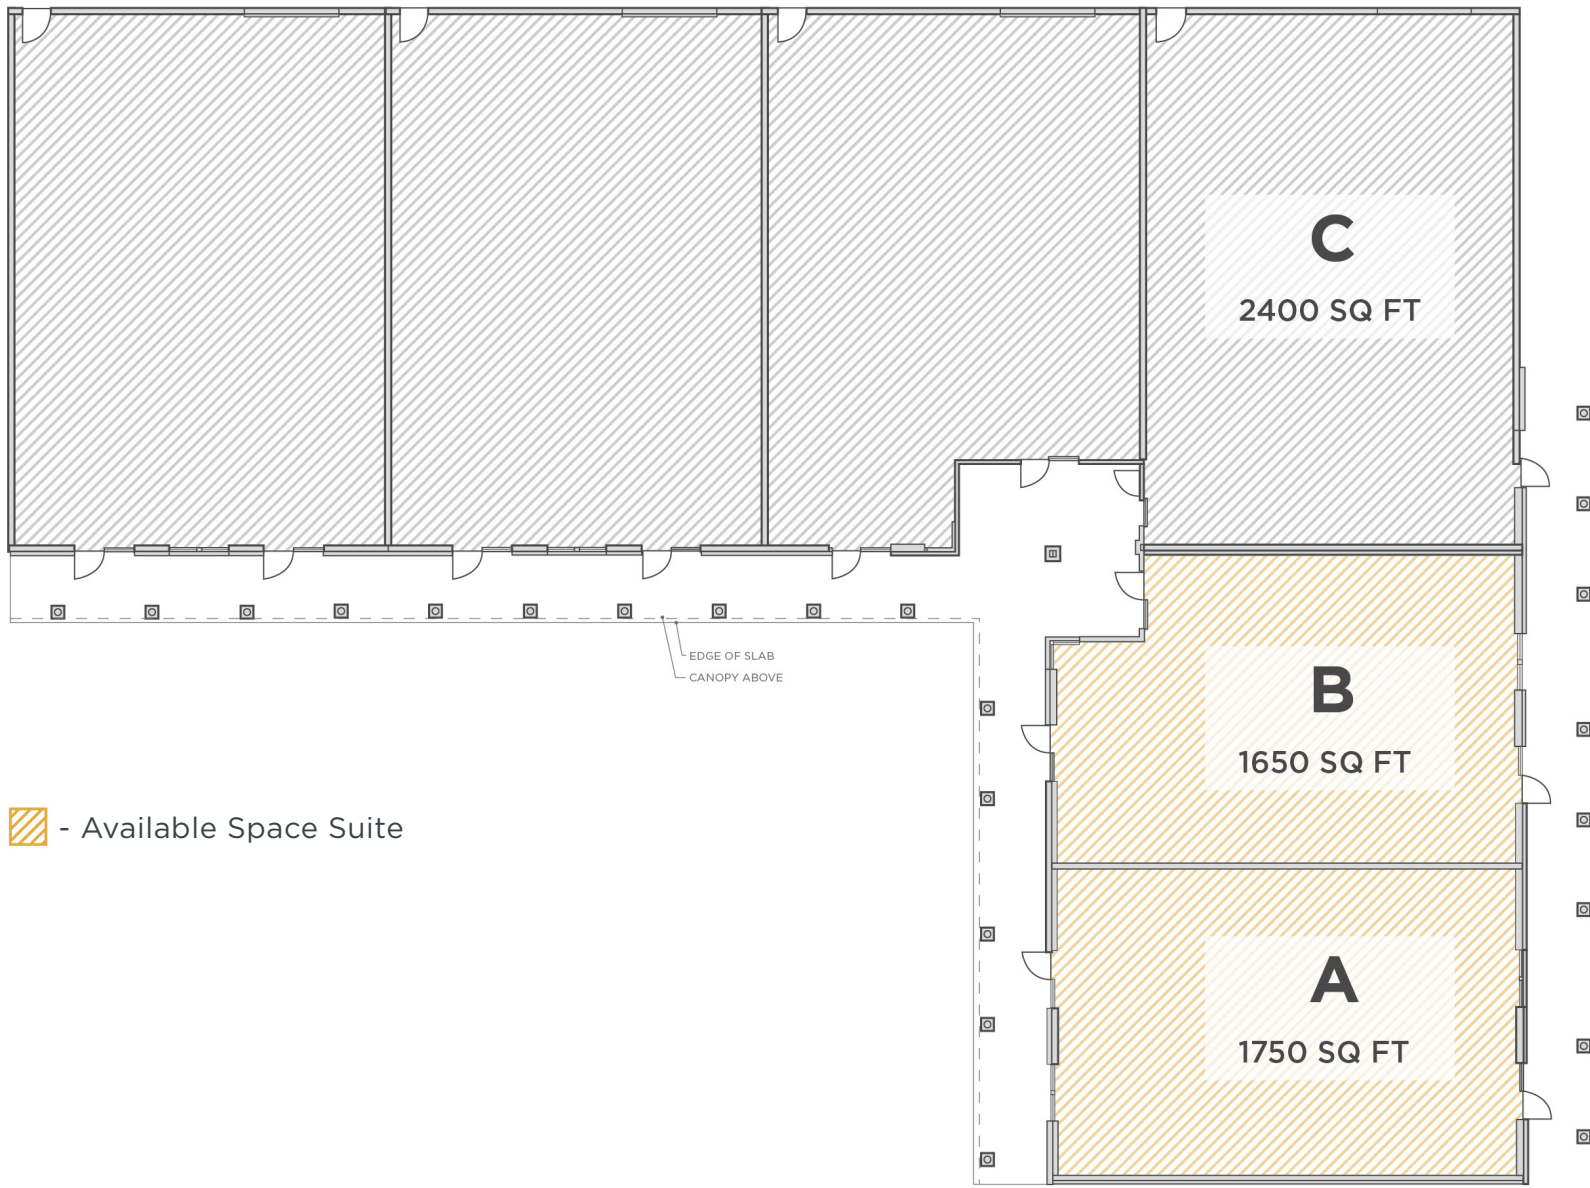 C
2400 SQ FT
EDGE OF SLAB
CANOPY ABOVE
B
1650 SQ FT
- Available Space Suite
A
1750 SQ FT